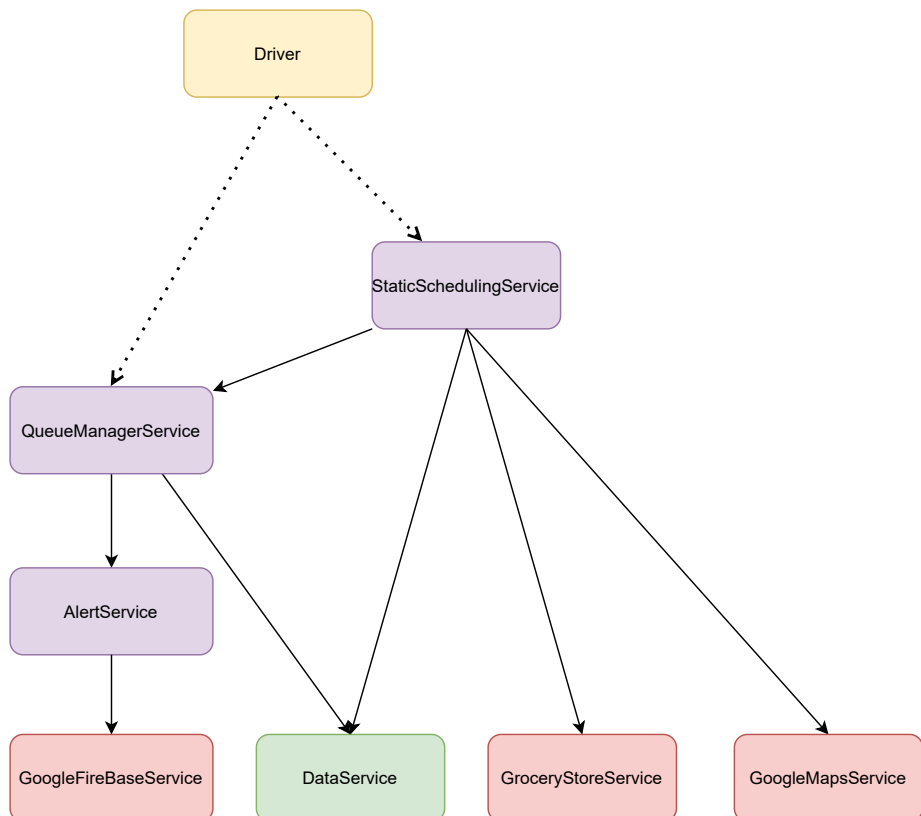 Driver
StaticSchedulingService
QueueManagerService
AlertService
GoogleFireBaseService
DataService
GroceryStoreService
GoogleMapsService